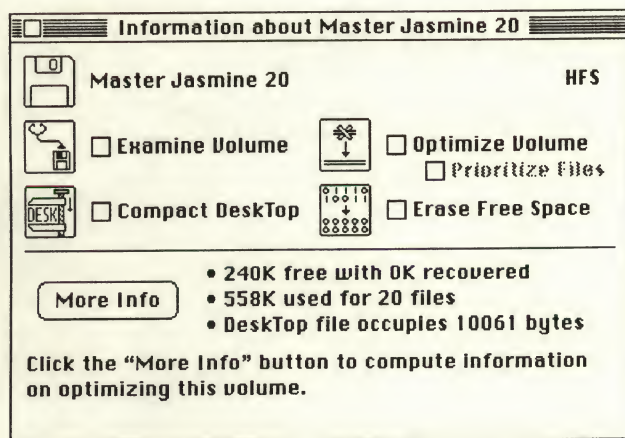 Information about Master Jasmine 20
Master Jasmine 20 HFS
Examine Volume Optimize Volume
Prioritize Files
DESK Compact DeskTop Erase Free Space
• 240K free with 0K recovered
More Info • 558K used for 20 files
• DeskTop file occupies 10061 bytes
Click the “More Info” button to compute information
on optimizing this volume.